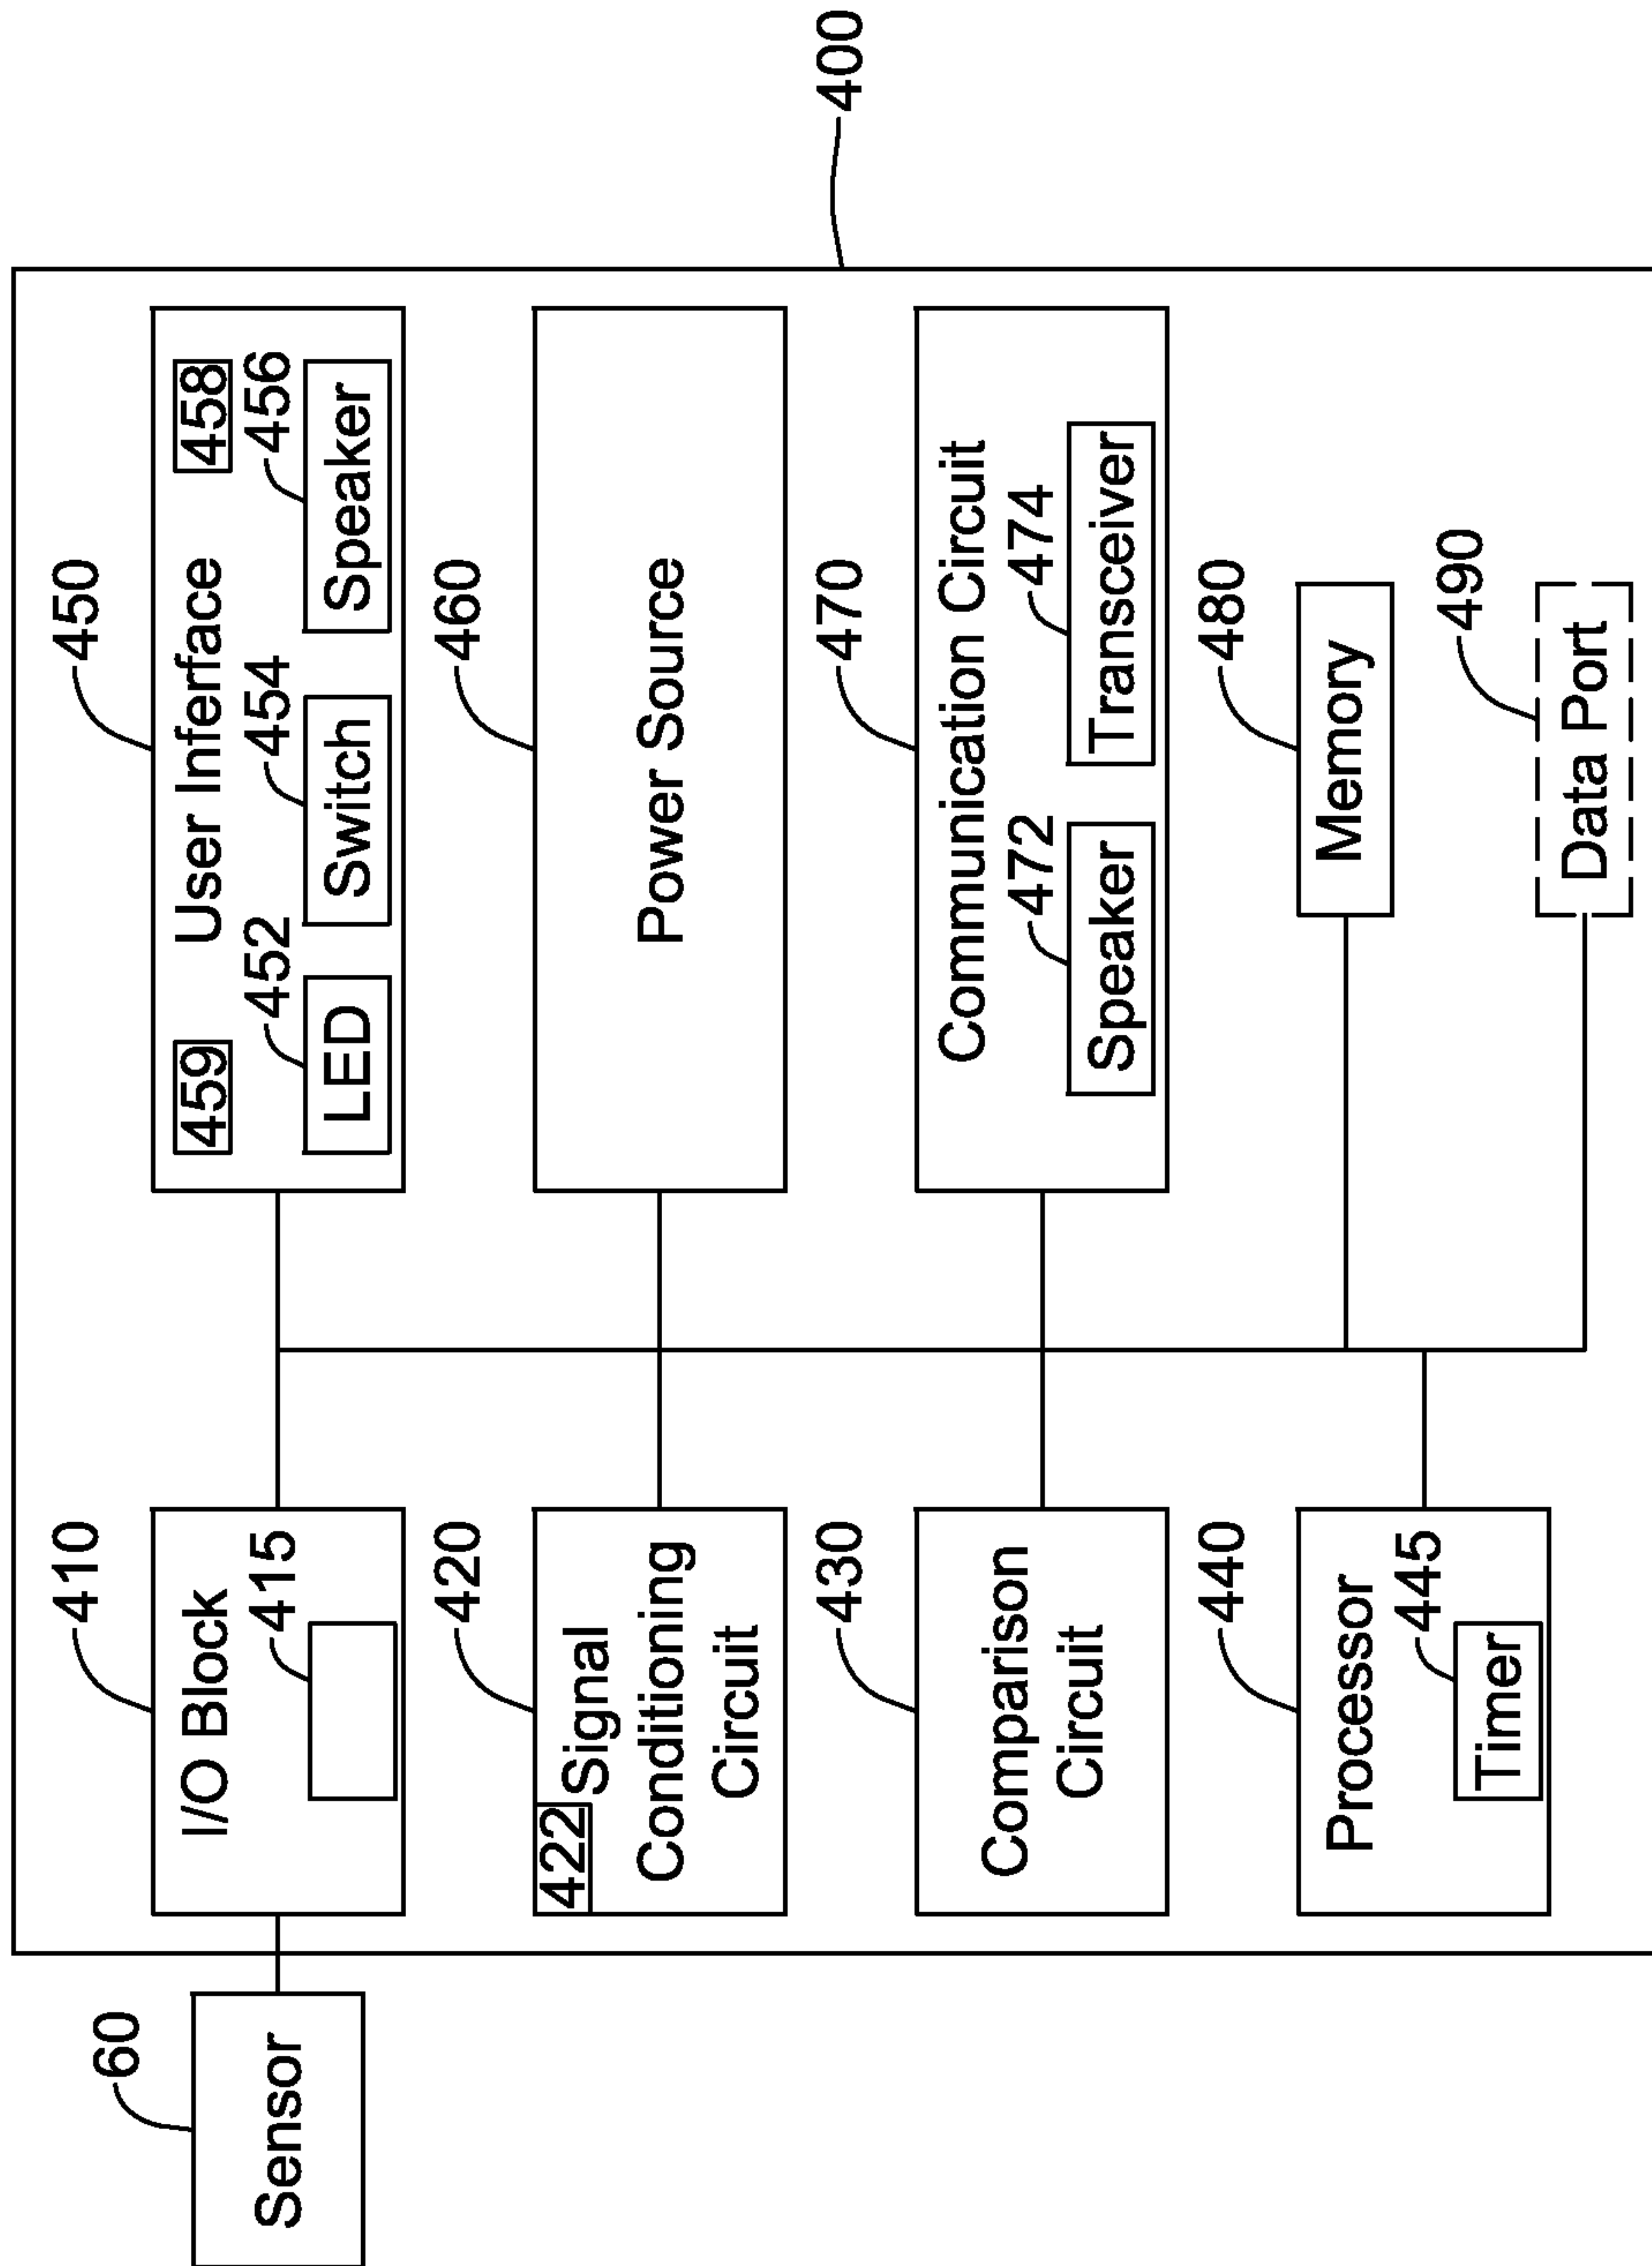 60
Sensor
400
410
I/O Block
415
420
422
Signal
Conditioning
Circuit
430
Comparison
Circuit
440
Processor
445
Timer
450
459
User Inferface
458
452
LED
454
Switch
456
Speaker
460
Power Source
470
Communication Circuit
472
Speaker
474
Transceiver
480
Memory
490
Data Port